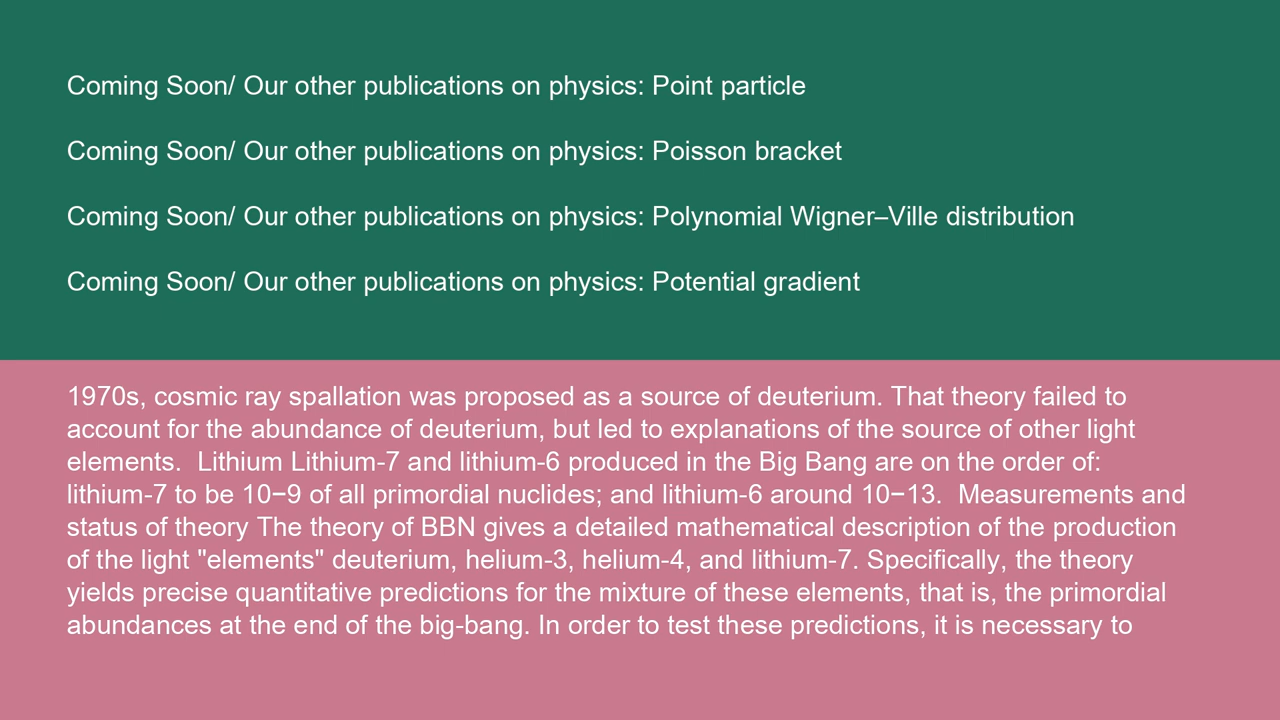 Coming Soon/ Our other publications on physics: Point particle
Coming Soon/ Our other publications on physics: Poisson bracket
Coming Soon/ Our other publications on physics: Polynomial Wigner–Ville distribution
Coming Soon/ Our other publications on physics: Potential gradient
1970s, cosmic ray spallation was proposed as a source of deuterium. That theory failed to
account for the abundance of deuterium, but led to explanations of the source of other light
elements.  Lithium Lithium-7 and lithium-6 produced in the Big Bang are on the order of:
lithium-7 to be 10−9 of all primordial nuclides; and lithium-6 around 10−13.  Measurements and
status of theory The theory of BBN gives a detailed mathematical description of the production
of the light "elements" deuterium, helium-3, helium-4, and lithium-7. Specifically, the theory
yields precise quantitative predictions for the mixture of these elements, that is, the primordial
abundances at the end of the big-bang. In order to test these predictions, it is necessary to